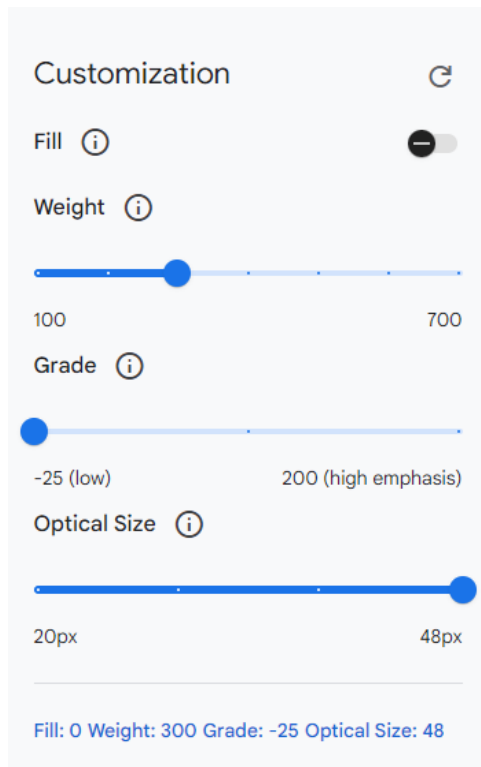 Customization
Fill
Weight
100 700
Grade
-25 (low) 200 (high emphasis)
Optical Size
20px 48px
Fill: 0 Weight: 300 Grade: -25 Optical Size: 48